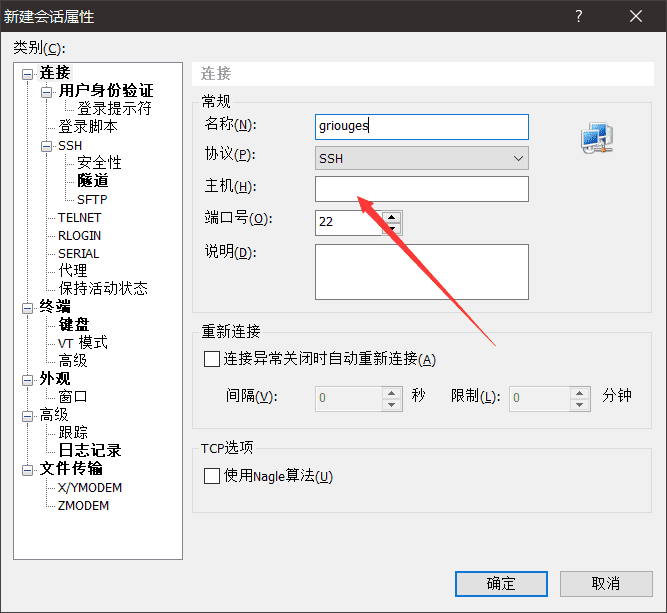 新建会话属性
类别(C):
连接
用户身份验证
登录提示符
登录脚本
SSH
安全性
隧道
SFTP
TELNET
RLOGIN
SERIAL
代理
保持活动状态
终端
键盘
VT 模式
高级
外观
窗口
高级
跟踪
日志记录
文件传输
X/YMODEM
ZMODEM
连接
常规
名称(N): griouges
协议(P): SSH
主机(H):
端口号(O): 22
说明(D):
重新连接
连接异常关闭时自动重新连接(A)
间隔(V): 0 秒 限制(L): 0 分钟
TCP选项
使用Nagle算法(U)
确定 取消